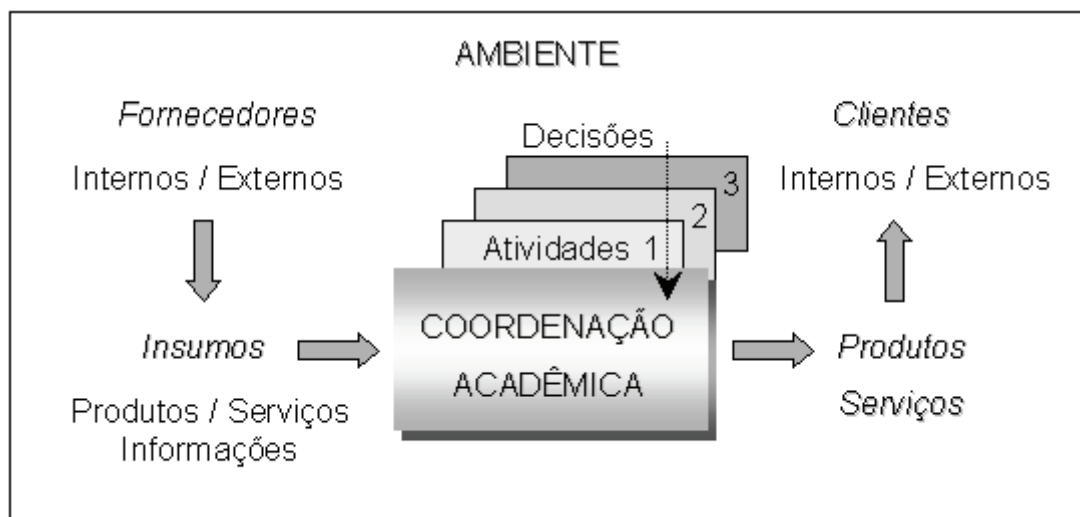 AMBIENTE
Fornecedores
Internos / Externos
Insumos
Produtos / Serviços
Informações
Decisões
3
2
Atividades 1
COORDENAÇÃO
ACADÊMICA
Clientes
Internos / Externos
Produtos
Serviços